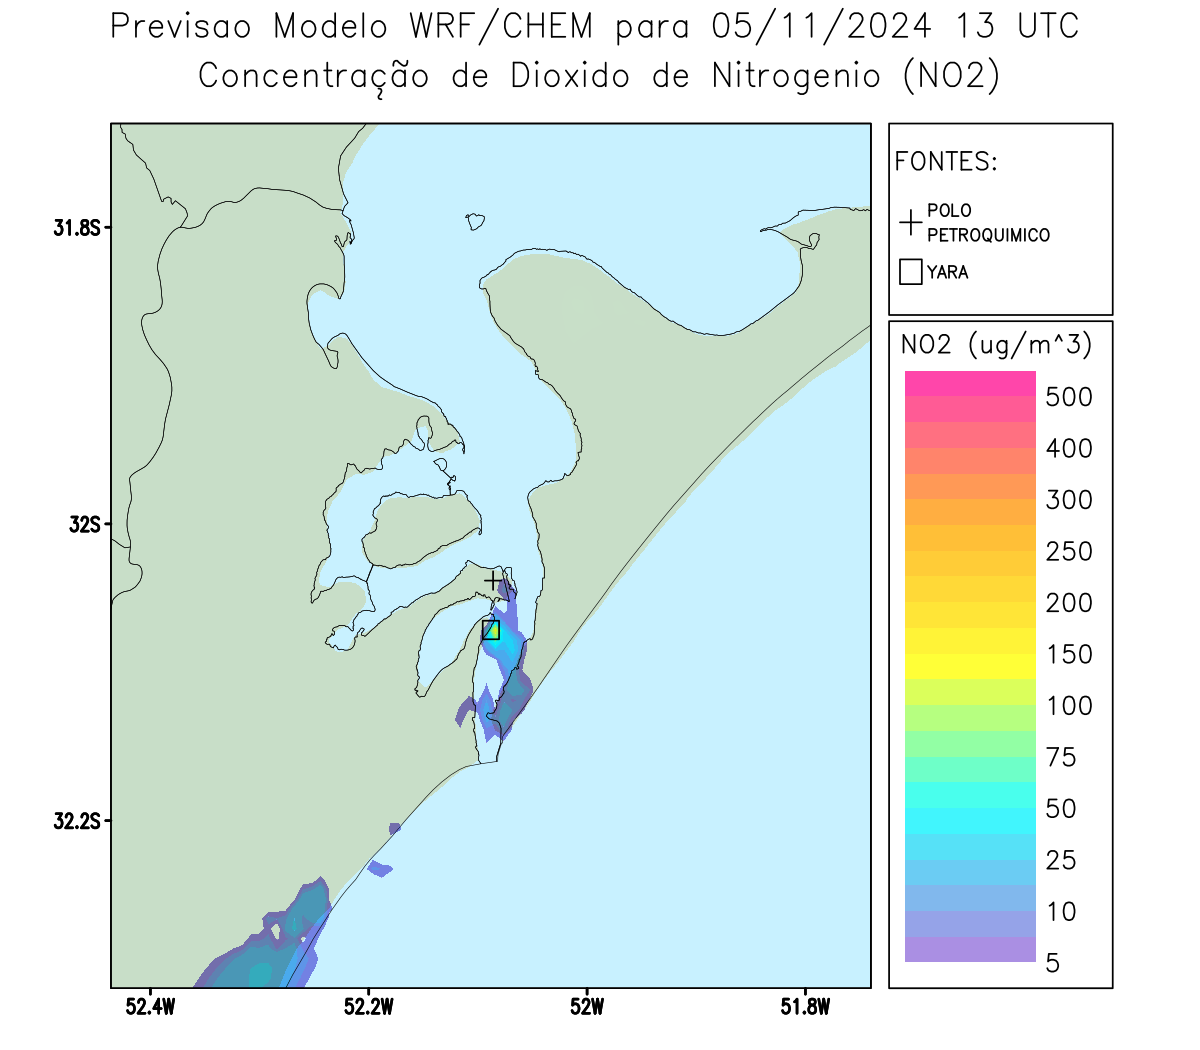 Previsao Modelo WRF/CHEM para 05/11/2024 13 UTC
Concentração de Dioxido de Nitrogenio (NO2)
FONTES:
POLO
PETROQUIMICO
YARA
NO2 (ug/m^3)
500
400
300
250
200
150
100
75
50
25
10
5
31.8S
32S
32.2S
52.4W
52.2W
52W
51.8W